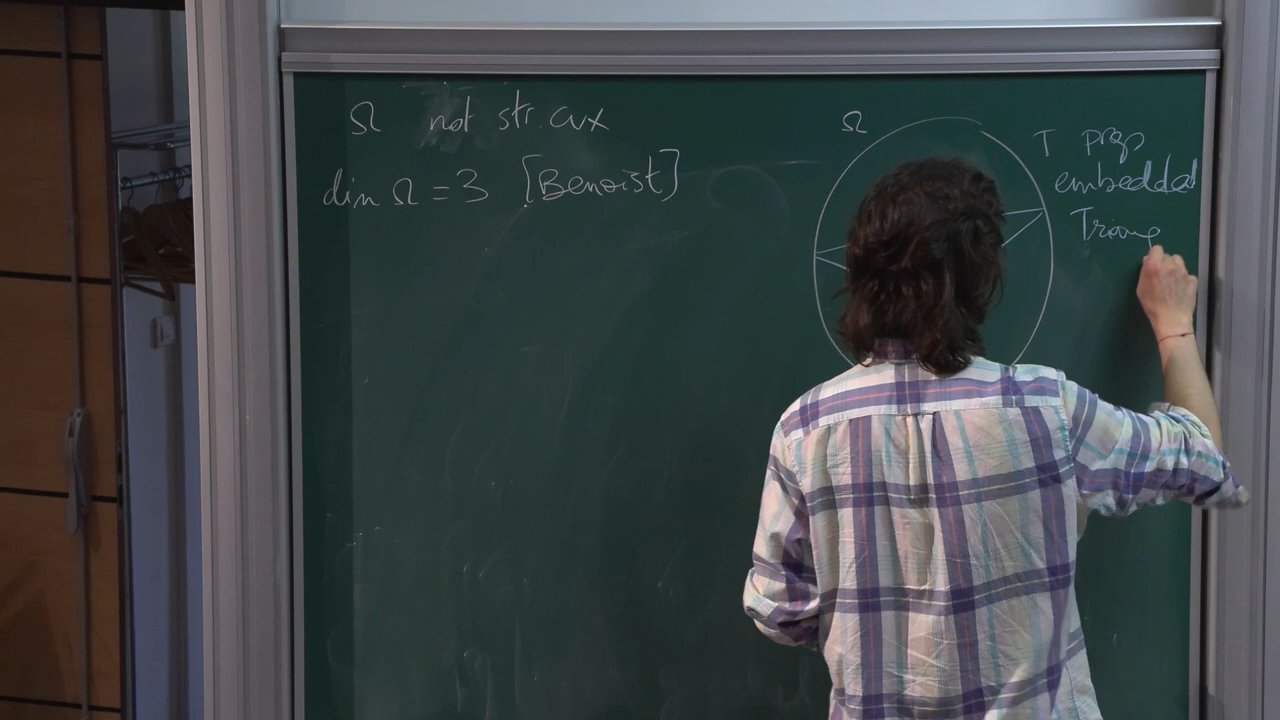 Ω not str. cvx
dim Ω = 3 [Benoist]
Ω
T prop
embedded
Triang